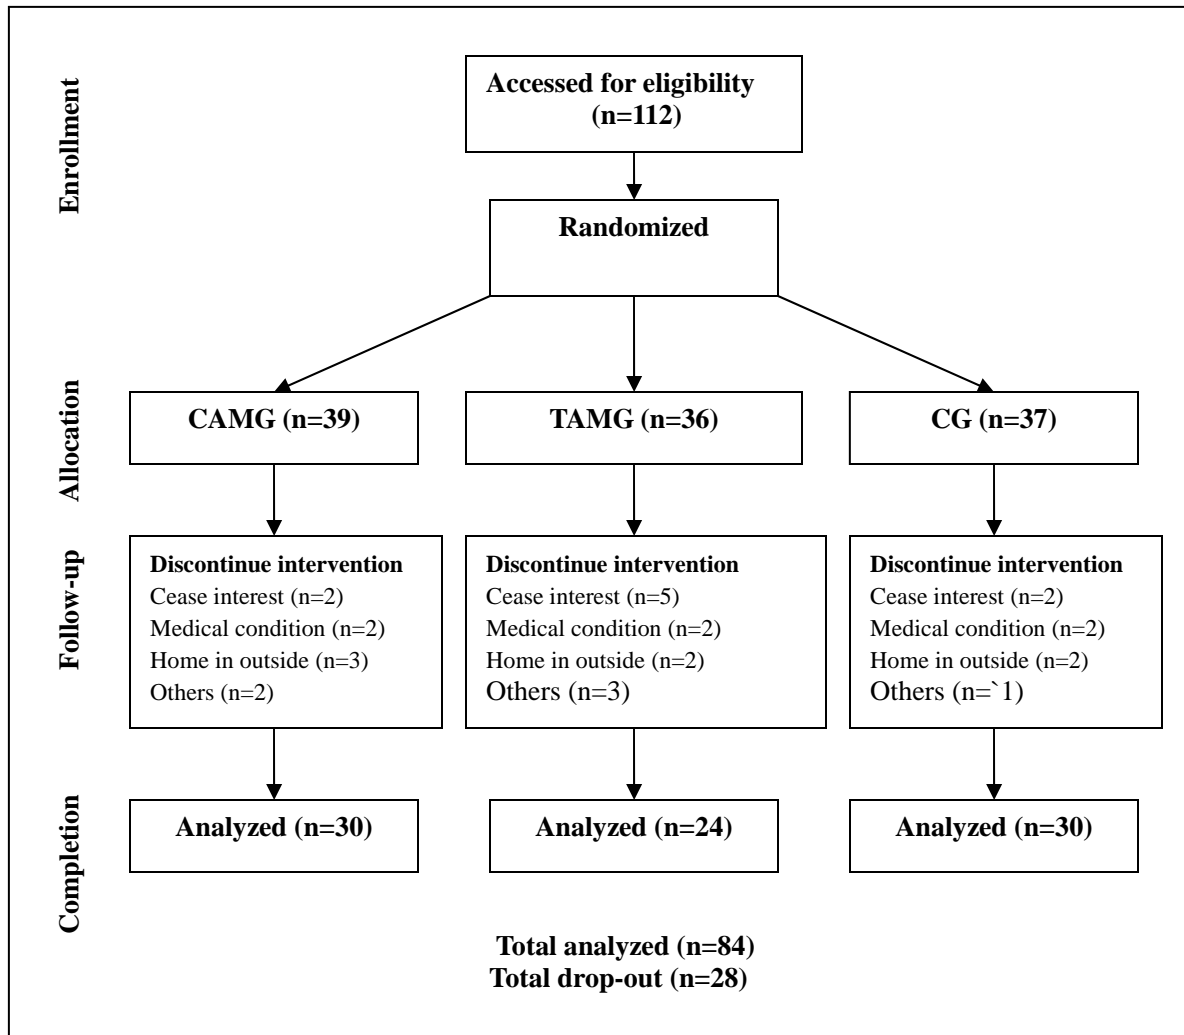 Enrollment
Accessed for eligibility
(n=112)
Randomized
Allocation
CAMG (n=39)
TAMG (n=36)
CG (n=37)
Follow-up
Discontinue intervention
Cease interest (n=2)
Medical condition (n=2)
Home in outside (n=3)
Others (n=2)
Discontinue intervention
Cease interest (n=5)
Medical condition (n=2)
Home in outside (n=2)
Others (n=3)
Discontinue intervention
Cease interest (n=2)
Medical condition (n=2)
Home in outside (n=2)
Others (n=`1)
Completion
Analyzed (n=30)
Analyzed (n=24)
Analyzed (n=30)
Total analyzed (n=84)
Total drop-out (n=28)